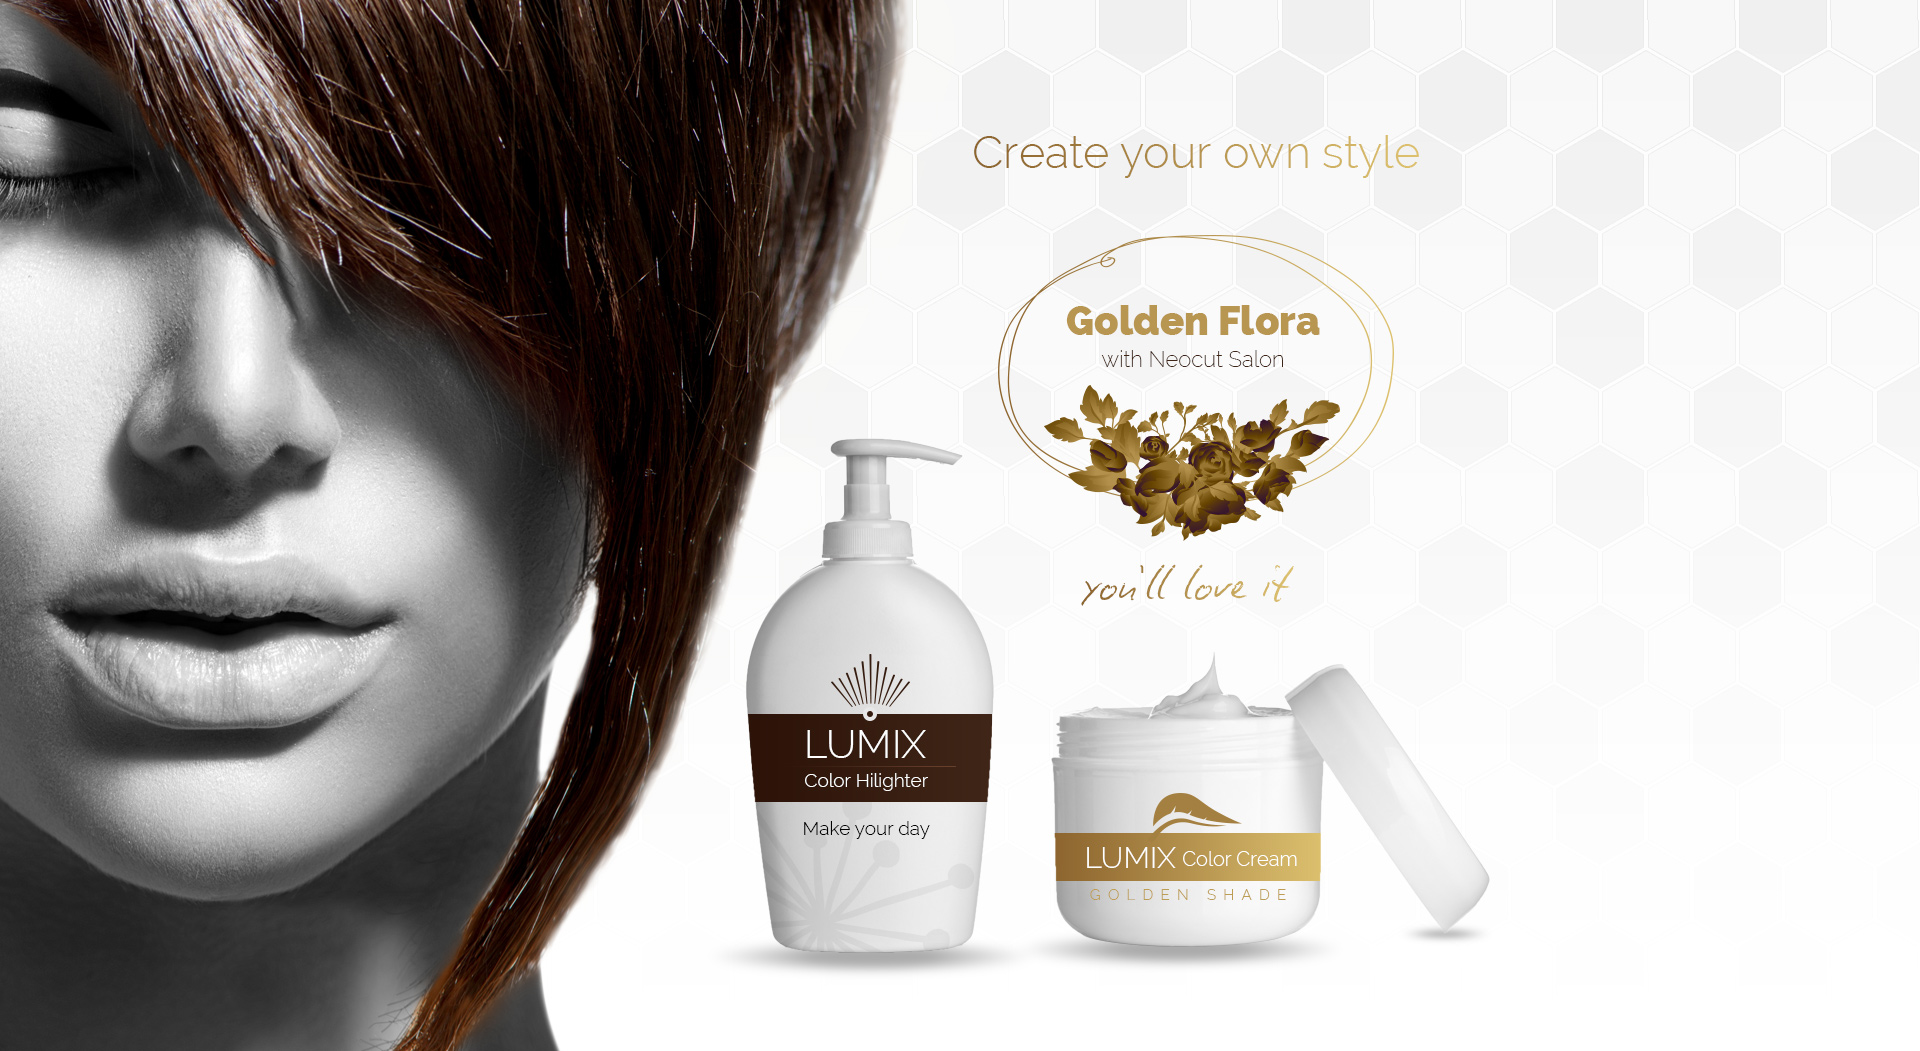 Create your own style
Golden Flora
with Neocut Salon
you'll love it
LUMIX
Color Hilighter
Make your day
LUMIX Color Cream
GOLDEN SHADE